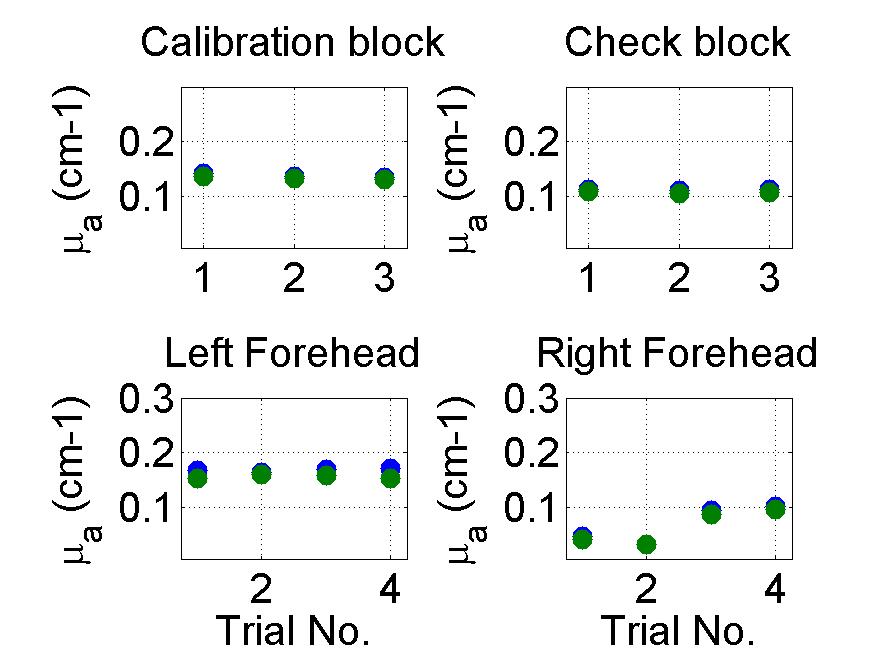 Calibration block
μa (cm-1)
0.2
0.1
1 2 3
Check block
μa (cm-1)
0.2
0.1
1 2 3
Left Forehead
μa (cm-1)
0.3
0.2
0.1
2 4
Trial No.
Right Forehead
μa (cm-1)
0.3
0.2
0.1
2 4
Trial No.